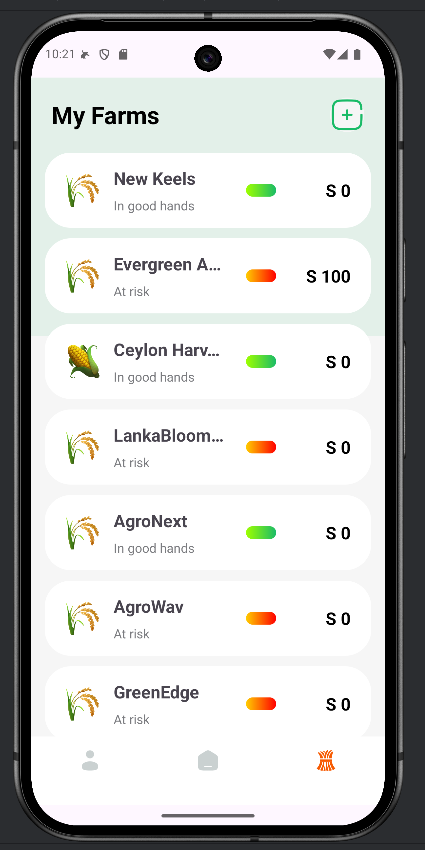 10:21
My Farms
New Keels
In good hands
S 0
Evergreen A...
At risk
S 100
Ceylon Harv...
In good hands
S 0
LankaBloom...
At risk
S 0
AgroNext
In good hands
S 0
AgroWav
At risk
S 0
GreenEdge
At risk
S 0